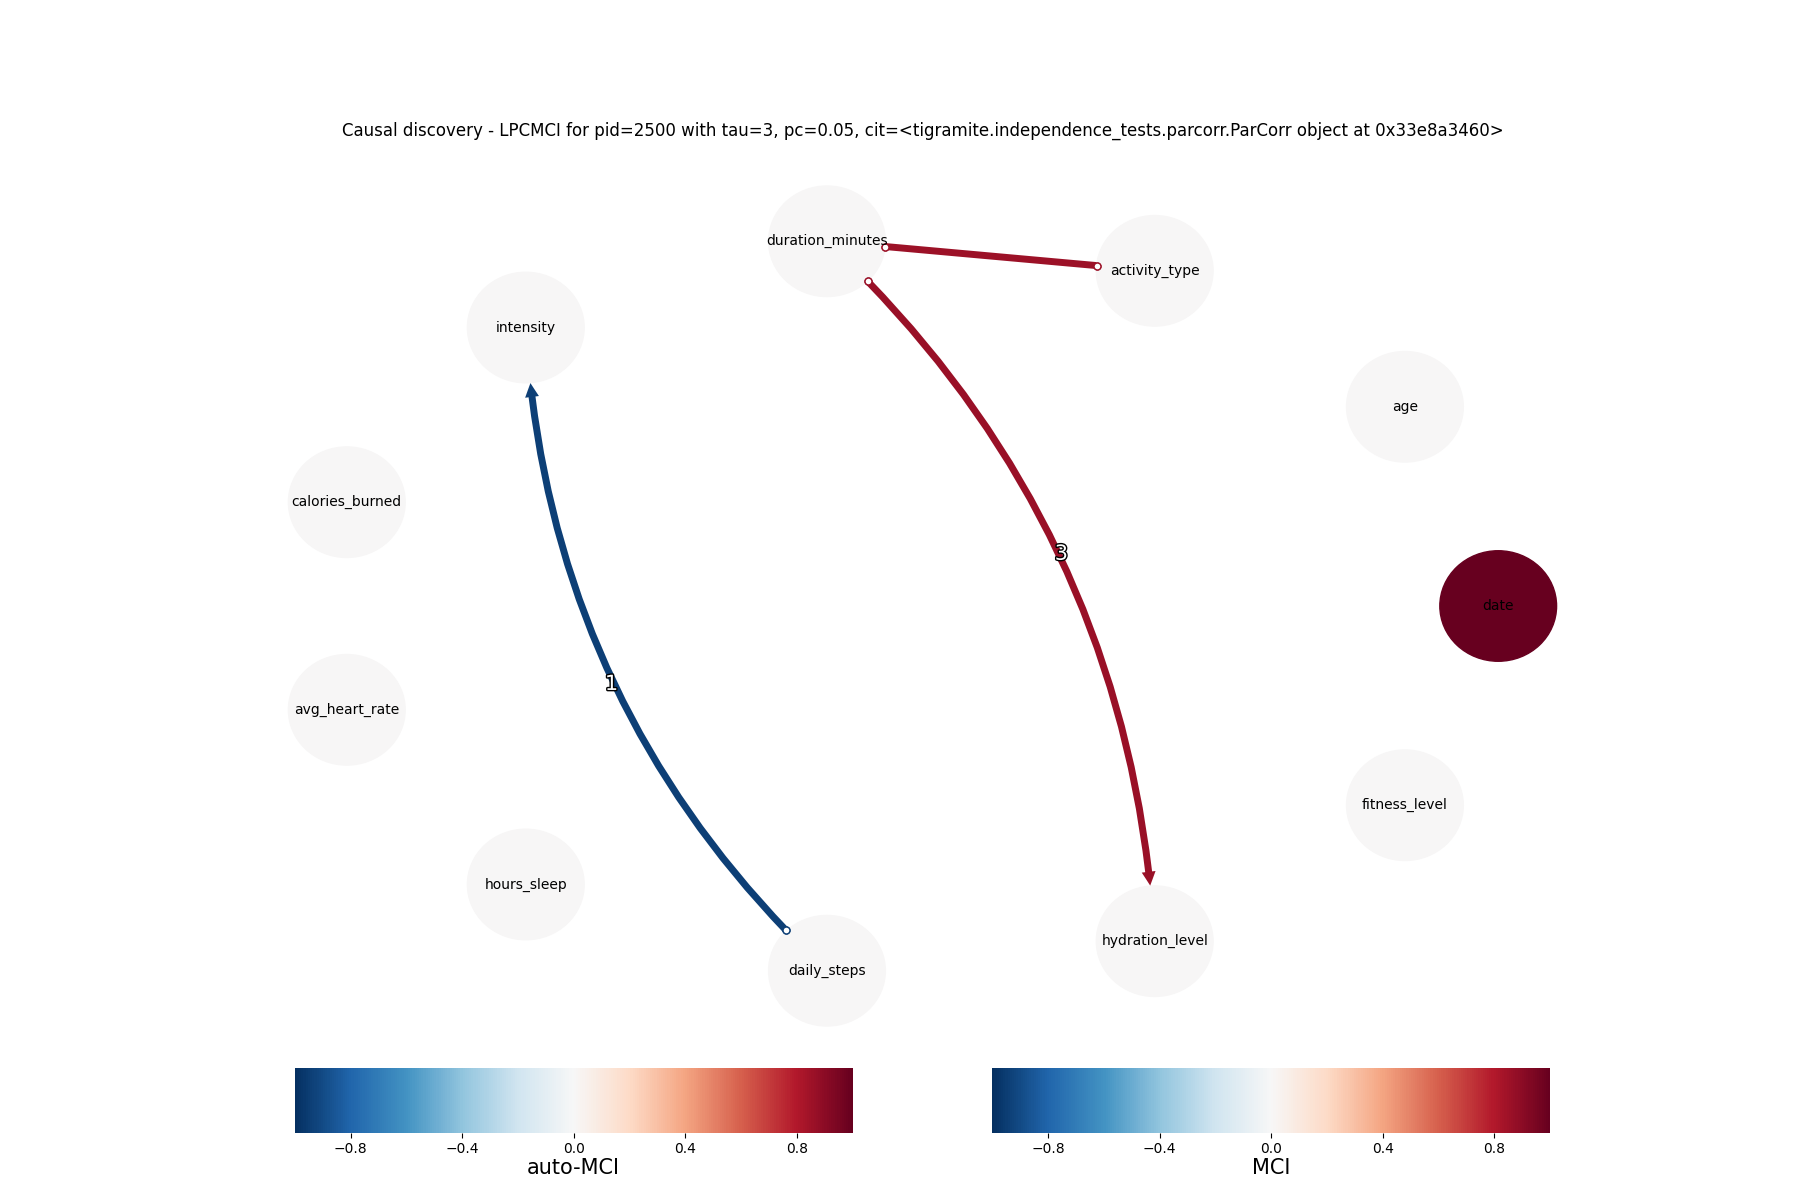 Causal discovery - LPCMCI for pid=2500 with tau=3, pc=0.05, cit=<tigramite.independence_tests.parcorr.ParCorr object at 0x33e8a3460>
duration_minutes
activity_type
intensity
age
calories_burned
3
date
1
avg_heart_rate
fitness_level
hours_sleep
hydration_level
daily_steps
−0.8 −0.4 0.0 0.4 0.8
auto-MCI
−0.8 −0.4 0.0 0.4 0.8
MCI